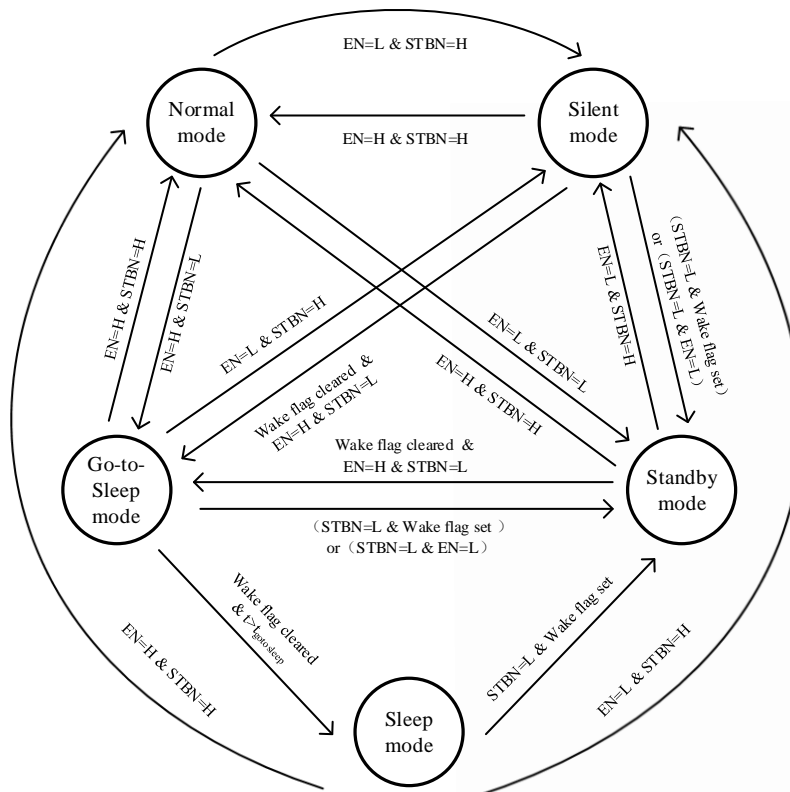 EN=L & STBN=H
Normal
mode
Silent
mode
EN=H & STBN=H
EN=H & STBN=H
EN=H & STBN=L
EN=L & STBN=H
Wake flag cleared &
EN=H & STBN=L
EN=L & STBN=L
EN=H & STBN=H
EN=L & STBN=H
(STBN=L & Wake flag set)
or (STBN=L & EN=L)
Go-to-
Sleep
mode
Wake flag cleared &
EN=H & STBN=L
(STBN=L & Wake flag set )
or (STBN=L & EN=L)
Standby
mode
Wake flag cleared
& t>tgoto sleep
STBN=L & Wake flag set
EN=H & STBN=H
EN=L & STBN=H
Sleep
mode